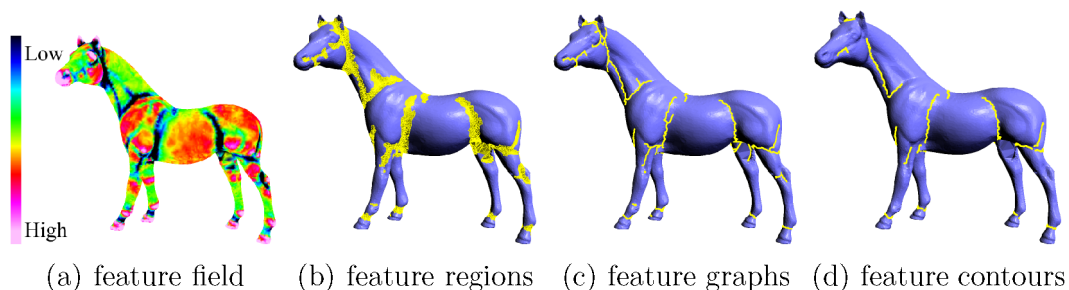 Low
High
(a) feature field
(b) feature regions
(c) feature graphs
(d) feature contours